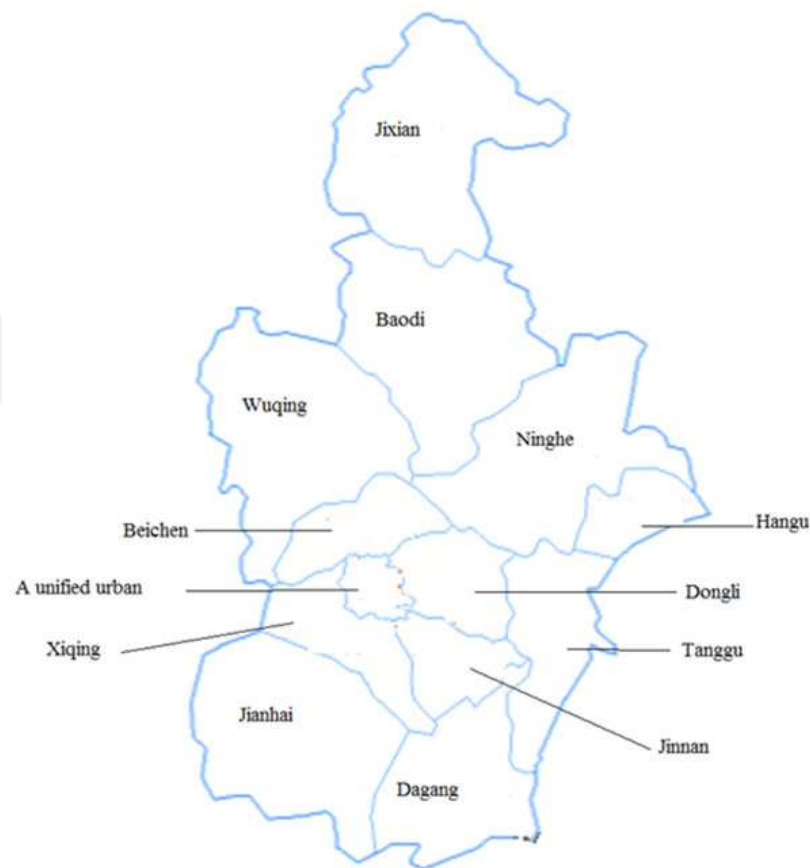 Jixian
Baodi
Wuqing
Ninghe
Beichen
Hangu
A unified urban
Dongli
Xiqing
Tanggu
Jianhai
Jinnan
Dagang